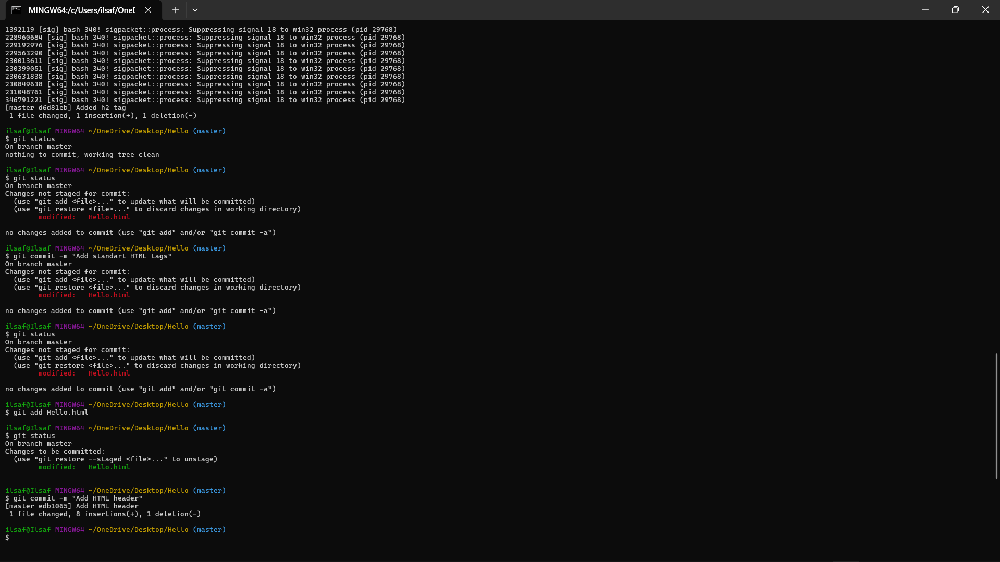 MINGW64:/c/Users/ilsaf/OneD
1392119 [sig] bash 340! sigpacket::process: Suppressing signal 18 to win32 process (pid 29768)
228960684 [sig] bash 340! sigpacket::process: Suppressing signal 18 to win32 process (pid 29768)
229192976 [sig] bash 340! sigpacket::process: Suppressing signal 18 to win32 process (pid 29768)
229563290 [sig] bash 340! sigpacket::process: Suppressing signal 18 to win32 process (pid 29768)
230013611 [sig] bash 340! sigpacket::process: Suppressing signal 18 to win32 process (pid 29768)
230399051 [sig] bash 340! sigpacket::process: Suppressing signal 18 to win32 process (pid 29768)
230631838 [sig] bash 340! sigpacket::process: Suppressing signal 18 to win32 process (pid 29768)
230849638 [sig] bash 340! sigpacket::process: Suppressing signal 18 to win32 process (pid 29768)
231048761 [sig] bash 340! sigpacket::process: Suppressing signal 18 to win32 process (pid 29768)
346791221 [sig] bash 340! sigpacket::process: Suppressing signal 18 to win32 process (pid 29768)
[master d6d81eb] Added h2 tag
 1 file changed, 1 insertion(+), 1 deletion(-)
ilsaf@Ilsaf MINGW64 ~/OneDrive/Desktop/Hello (master)
$ git status
On branch master
nothing to commit, working tree clean
ilsaf@Ilsaf MINGW64 ~/OneDrive/Desktop/Hello (master)
$ git status
On branch master
Changes not staged for commit:
  (use "git add <file>..." to update what will be committed)
  (use "git restore <file>..." to discard changes in working directory)
        modified:   Hello.html
no changes added to commit (use "git add" and/or "git commit -a")
ilsaf@Ilsaf MINGW64 ~/OneDrive/Desktop/Hello (master)
$ git commit -m "Add standart HTML tags"
On branch master
Changes not staged for commit:
  (use "git add <file>..." to update what will be committed)
  (use "git restore <file>..." to discard changes in working directory)
        modified:   Hello.html
no changes added to commit (use "git add" and/or "git commit -a")
ilsaf@Ilsaf MINGW64 ~/OneDrive/Desktop/Hello (master)
$ git status
On branch master
Changes not staged for commit:
  (use "git add <file>..." to update what will be committed)
  (use "git restore <file>..." to discard changes in working directory)
        modified:   Hello.html
no changes added to commit (use "git add" and/or "git commit -a")
ilsaf@Ilsaf MINGW64 ~/OneDrive/Desktop/Hello (master)
$ git add Hello.html
ilsaf@Ilsaf MINGW64 ~/OneDrive/Desktop/Hello (master)
$ git status
On branch master
Changes to be committed:
  (use "git restore --staged <file>..." to unstage)
        modified:   Hello.html
ilsaf@Ilsaf MINGW64 ~/OneDrive/Desktop/Hello (master)
$ git commit -m "Add HTML header"
[master edb1065] Add HTML header
 1 file changed, 8 insertions(+), 1 deletion(-)
ilsaf@Ilsaf MINGW64 ~/OneDrive/Desktop/Hello (master)
$